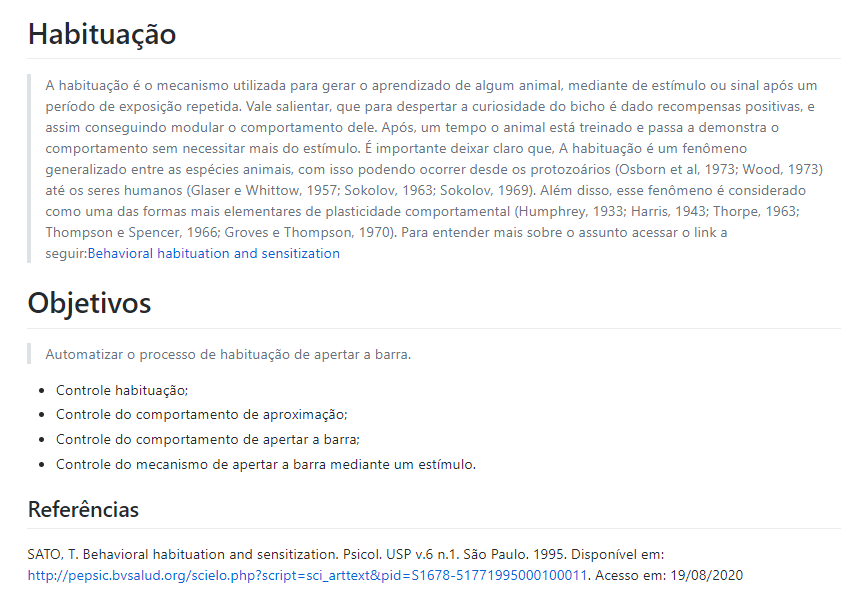 Habituação
A habituação é o mecanismo utilizada para gerar o aprendizado de algum animal, mediante de estímulo ou sinal após um
período de exposição repetida. Vale salientar, que para despertar a curiosidade do bicho é dado recompensas positivas, e
assim conseguindo modular o comportamento dele. Após, um tempo o animal está treinado e passa a demonstra o
comportamento sem necessitar mais do estímulo. É importante deixar claro que, A habituação é um fenômeno
generalizado entre as espécies animais, com isso podendo ocorrer desde os protozoários (Osborn et al, 1973; Wood, 1973)
até os seres humanos (Glaser e Whittow, 1957; Sokolov, 1963; Sokolov, 1969). Além disso, esse fenômeno é considerado
como uma das formas mais elementares de plasticidade comportamental (Humphrey, 1933; Harris, 1943; Thorpe, 1963;
Thompson e Spencer, 1966; Groves e Thompson, 1970). Para entender mais sobre o assunto acessar o link a
seguir:Behavioral habituation and sensitization
Objetivos
Automatizar o processo de habituação de apertar a barra.
• Controle habituação;
• Controle do comportamento de aproximação;
• Controle do comportamento de apertar a barra;
• Controle do mecanismo de apertar a barra mediante um estímulo.
Referências
SATO, T. Behavioral habituation and sensitization. Psicol. USP v.6 n.1. São Paulo. 1995. Disponível em:
http://pepsic.bvsalud.org/scielo.php?script=sci_arttext&pid=S1678-51771995000100011. Acesso em: 19/08/2020